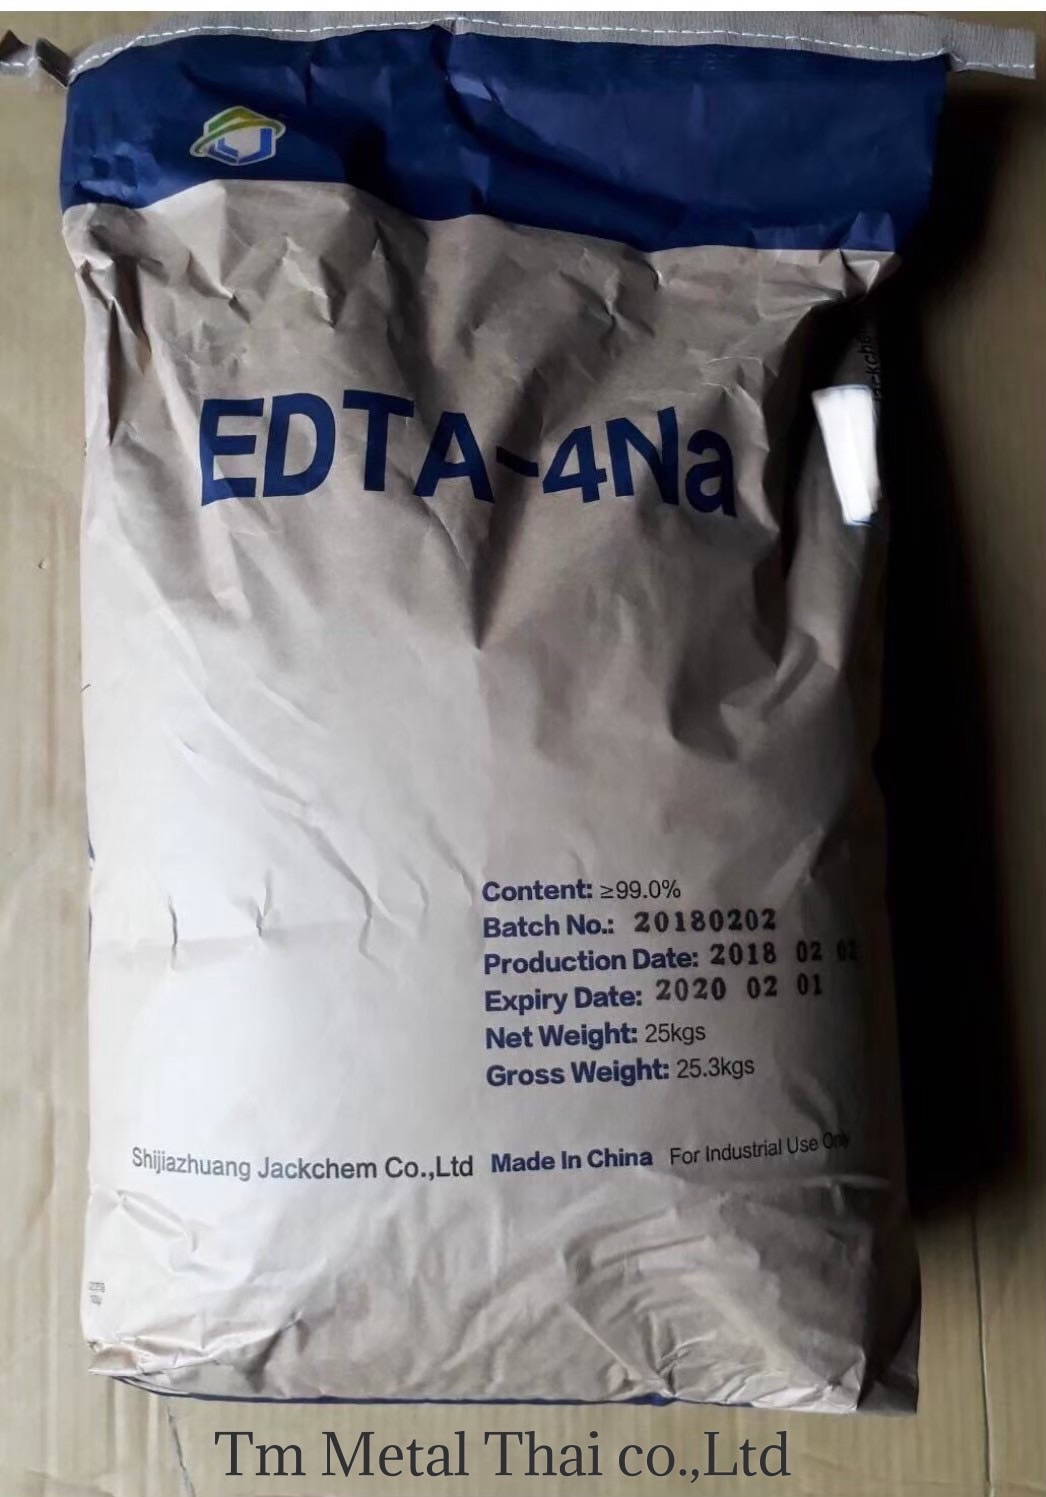 EDTA-4Na
Content: ≥99.0%
Batch No.: 20180202
Production Date: 2018 02 02
Expiry Date: 2020 02 01
Net Weight: 25kgs
Gross Weight: 25.3kgs
Shijiazhuang Jackchem Co.,Ltd Made In China For Industrial Use Only
Tm Metal Thai co.,Ltd